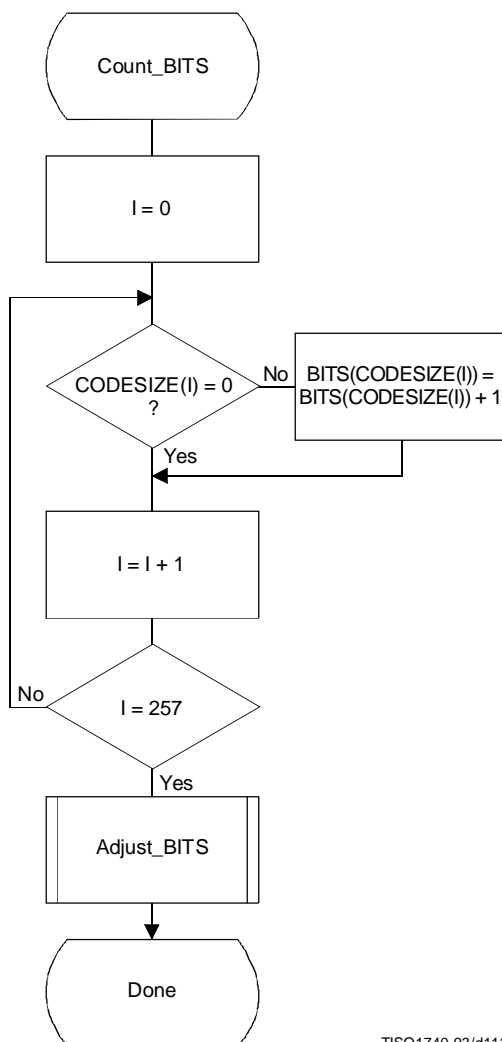 Count_BITS
I = 0
CODESIZE(I) = 0
?
No
BITS(CODESIZE(I)) =
BITS(CODESIZE(I)) + 1
Yes
I = I + 1
No
I = 257
Yes
Adjust_BITS
Done